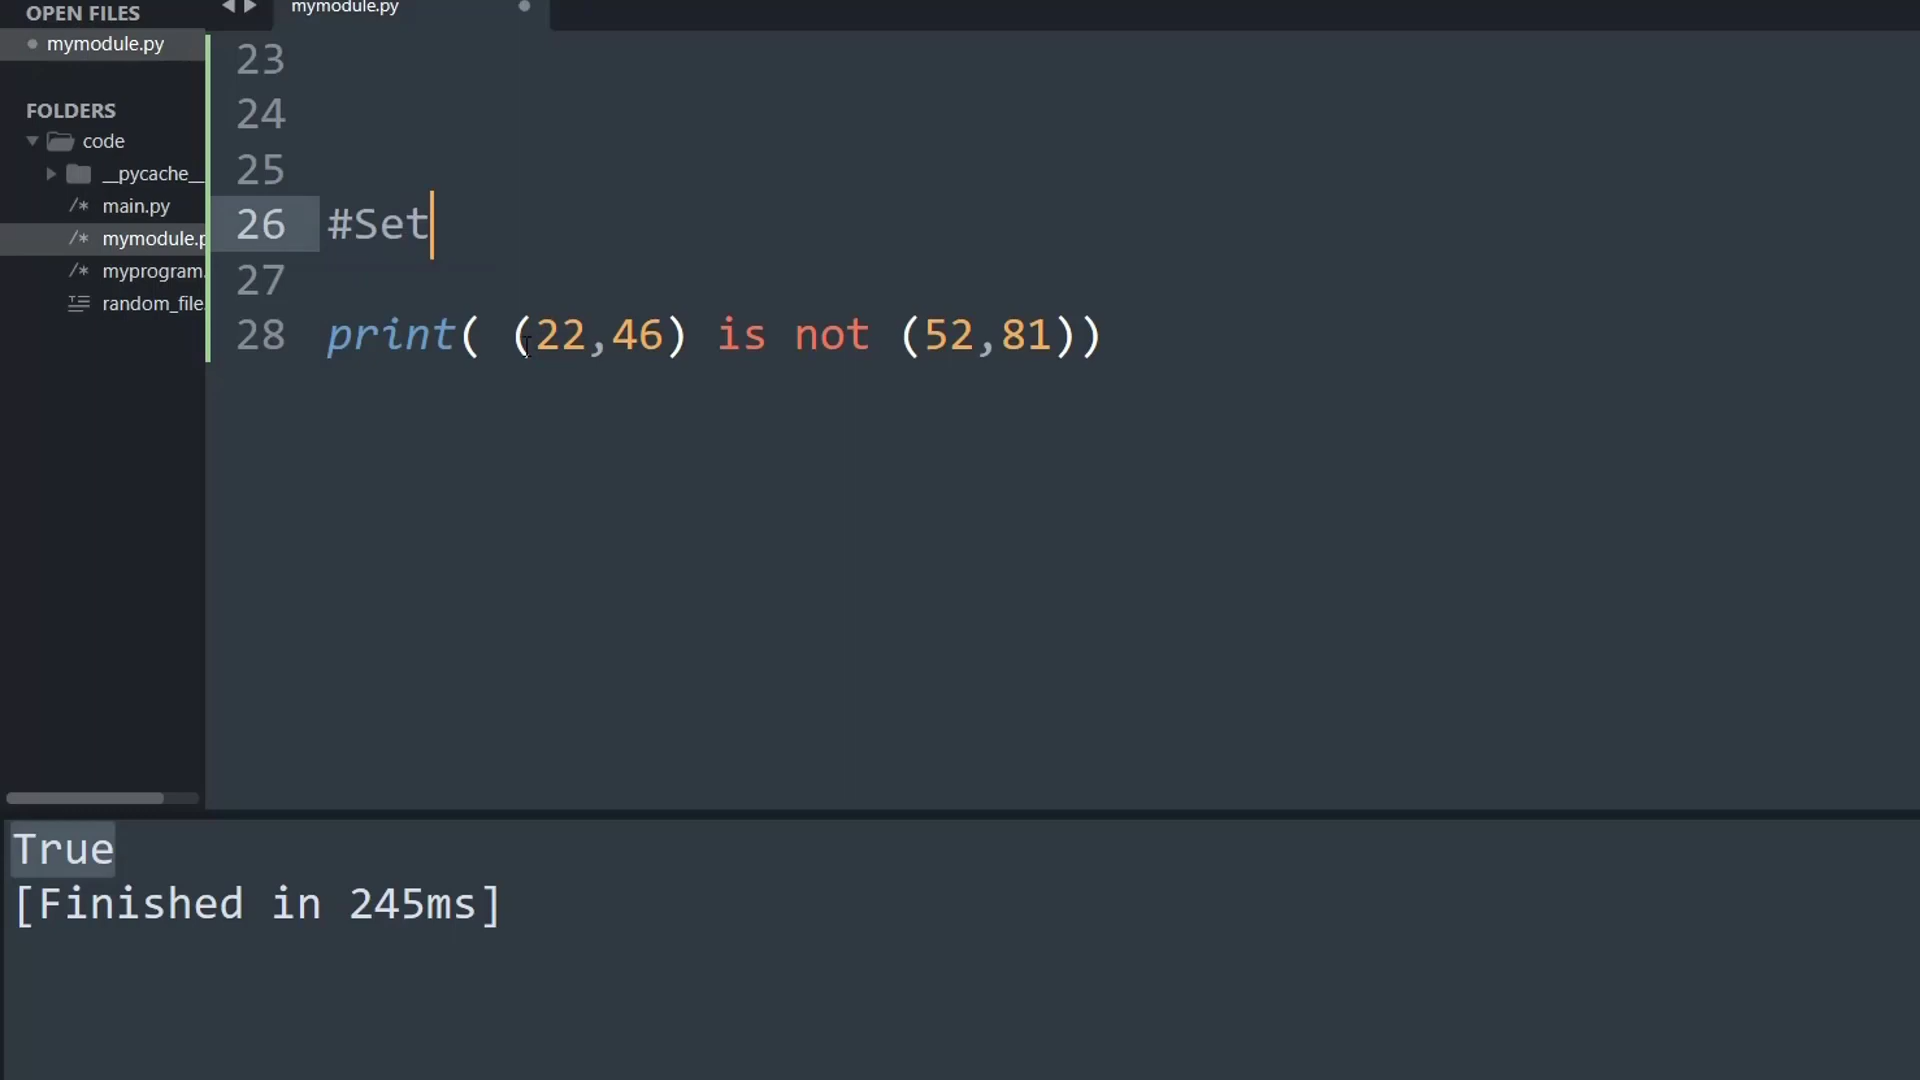 OPEN FILES
mymodule.py
FOLDERS
code
__pycache__
/* main.py
/* mymodule.p
/* myprogram.
random_file.
mymodule.py
23
24
25
26 #Set
27
28 print( (22,46) is not (52,81))
True
[Finished in 245ms]